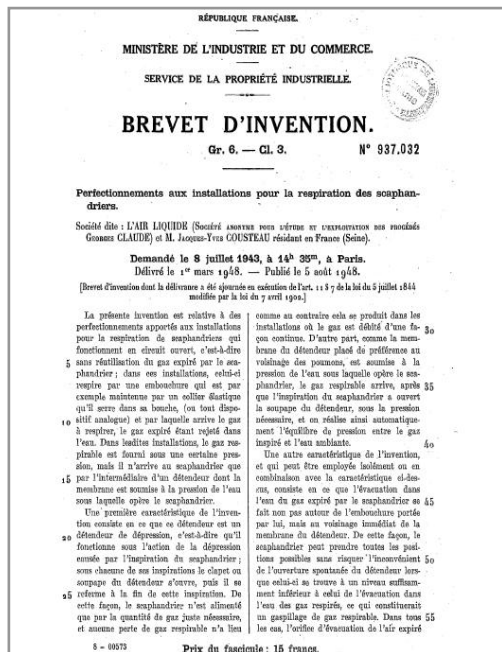 RÉPUBLIQUE FRANÇAISE.
MINISTÈRE DE L'INDUSTRIE ET DU COMMERCE.
SERVICE DE LA PROPRIÉTÉ INDUSTRIELLE.
BREVET D'INVENTION.
Gr. 6. — Cl. 3.
N° 937.032
Perfectionnements aux installations pour la respiration des scaphan-
driers.
Société dite : L'AIR LIQUIDE (Société anonyme pour l'étude et l'exploitation des procédés
Georges CLAUDE) et M. Jacques-Yves COUSTEAU résidant en France (Seine).
Demandé le 8 juillet 1943, à 14h 35m, à Paris.
Délivré le 1er mars 1948. — Publié le 5 août 1948.
[Brevet d'invention dont la délivrance a été ajournée en exécution de l'art. 11 § 7 de la loi du 5 juillet 1844
modifiée par la loi du 7 avril 1902.]
La présente invention est relative à des
perfectionnements apportés aux installations
pour la respiration de scaphandriers qui
fonctionnent en circuit ouvert, c'est-à-dire
5 sans réutilisation du gaz expiré par le sca-
phandrier ; dans ces installations, celui-ci
respire par une embouchure qui est par
exemple maintenue par un collier élastique
qu'il serre dans sa bouche, (ou tout dispo-
10 sitif analogue) et par laquelle arrive le gaz
à respirer, le gaz expiré étant rejeté dans
l'eau. Dans lesdites installations, le gaz res-
pirable est fourni sous une certaine pres-
sion, mais il n'arrive au scaphandrier que
15 par l'intermédiaire d'un détendeur dont la
membrane est soumise à la pression de l'eau
sous laquelle opère le scaphandrier.
Une première caractéristique de l'inven-
tion consiste en ce que ce détendeur est un
20 détendeur de dépression, c'est-à-dire qu'il
fonctionne sous l'action de la dépression
causée par l'inspiration du scaphandrier ;
sous chacune de ses inspirations le clapet ou
soupape du détendeur s'ouvre, puis il se
25 referme à la fin de cette inspiration. De
cette façon, le scaphandrier n'est alimenté
que par la quantité de gaz juste nécessaire,
et aucune perte de gaz respirable n'a lieu
comme au contraire cela se produit dans les
installations où le gaz est débité d'une fa- 30
çon continue. D'autre part, comme la mem-
brane du détendeur placé de préférence au
voisinage des poumons, est soumise à la
pression de l'eau sous laquelle opère le sca-
phandrier, le gaz respirable arrive, après 35
que l'inspiration du scaphandrier a ouvert
la soupape du détendeur, sous la pression
nécessaire, et on réalise ainsi automatique-
ment l'équilibre de pression entre le gaz
inspiré et l'eau ambiante. 40
Une autre caractéristique de l'invention,
et qui peut être employée isolément ou en
combinaison avec la caractéristique ci-des-
sus, consiste en ce que l'évacuation dans
l'eau du gaz expiré par le scaphandrier se 45
fait non pas autour de l'embouchure portée
par lui, mais au voisinage immédiat de la
membrane du détendeur. De cette façon, le
scaphandrier peut prendre toutes les posi-
tions possibles sans risquer l'inconvénient 50
de l'ouverture spontanée du détendeur lors-
que celui-ci se trouve à un niveau suffisam-
ment inférieur à celui de l'évacuation dans
l'eau des gaz respirés, ce qui constituerait
un gaspillage de gaz respirable. Dans tous 55
les cas, l'orifice d'évacuation de l'air expiré
8 - 00573
Prix du fascicule : 15 francs.